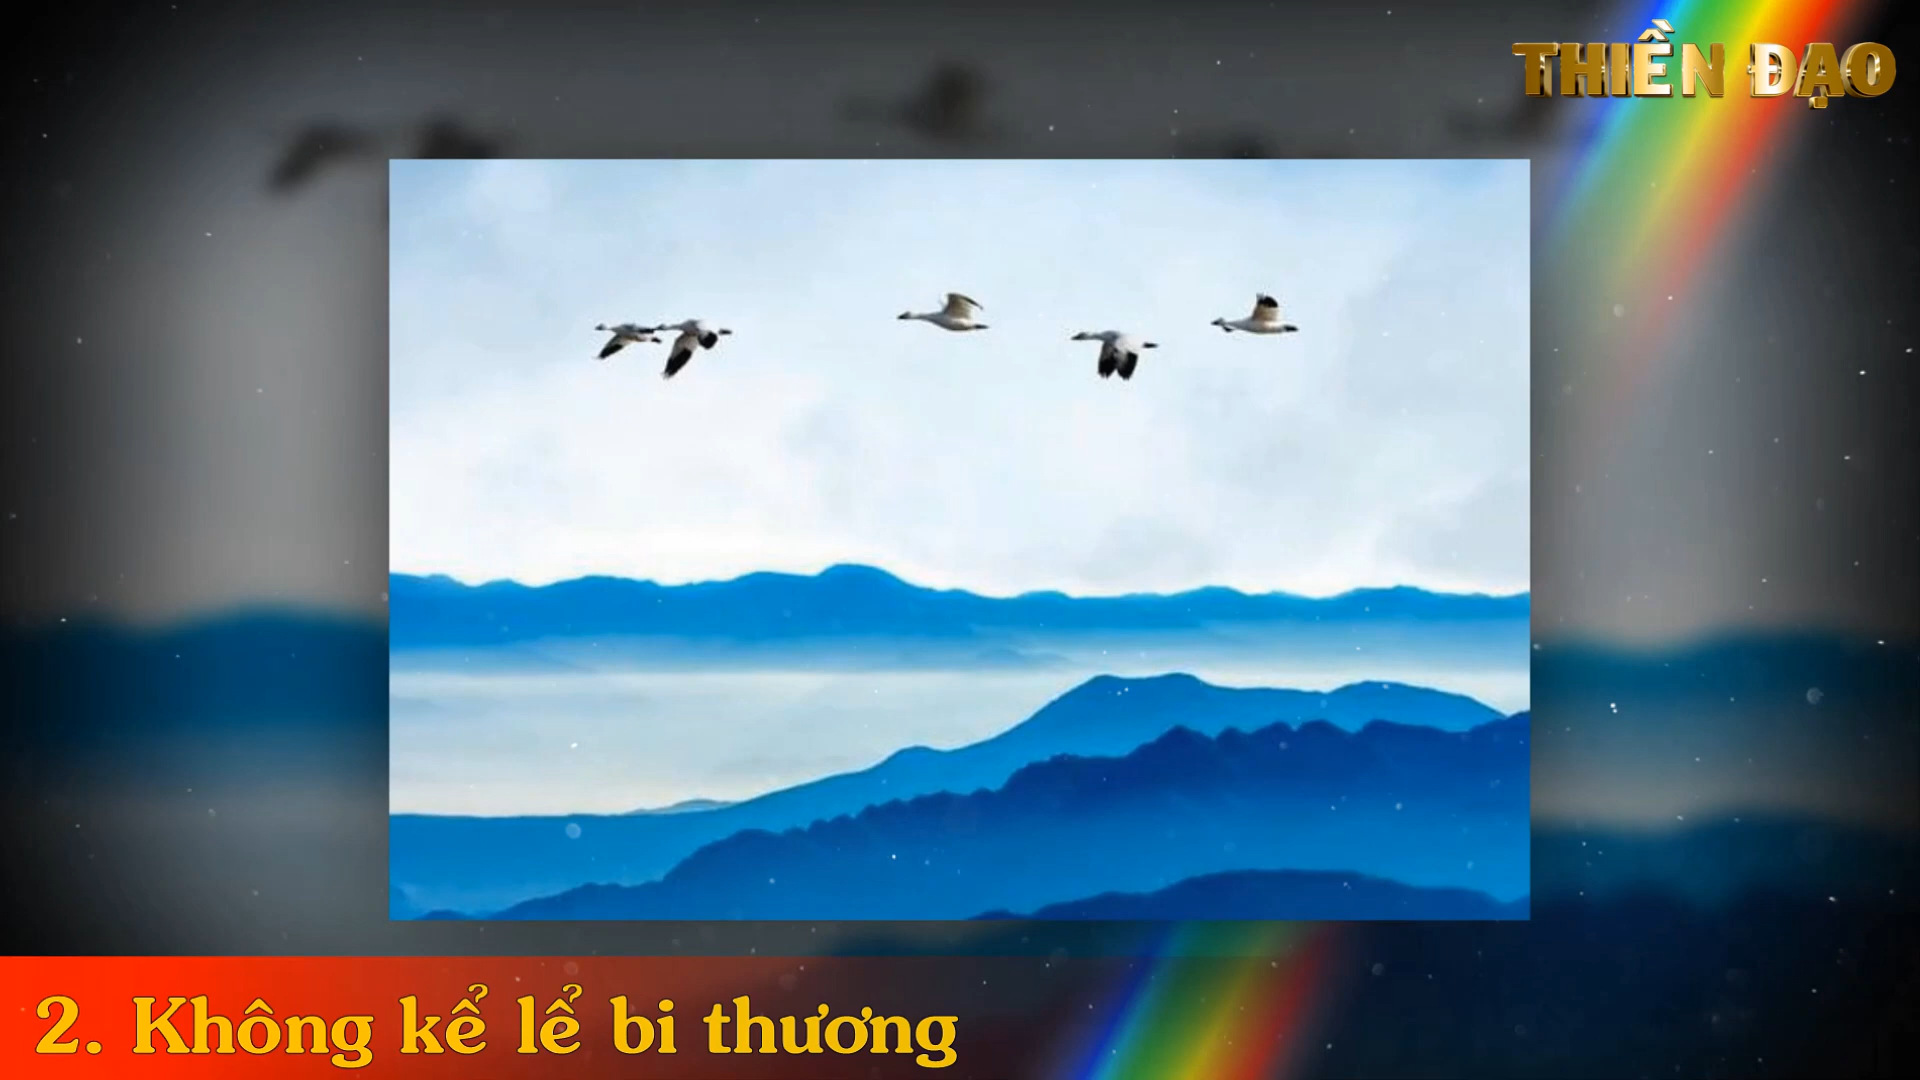 THIỀN ĐẠO
2. Không kể lể bi thương